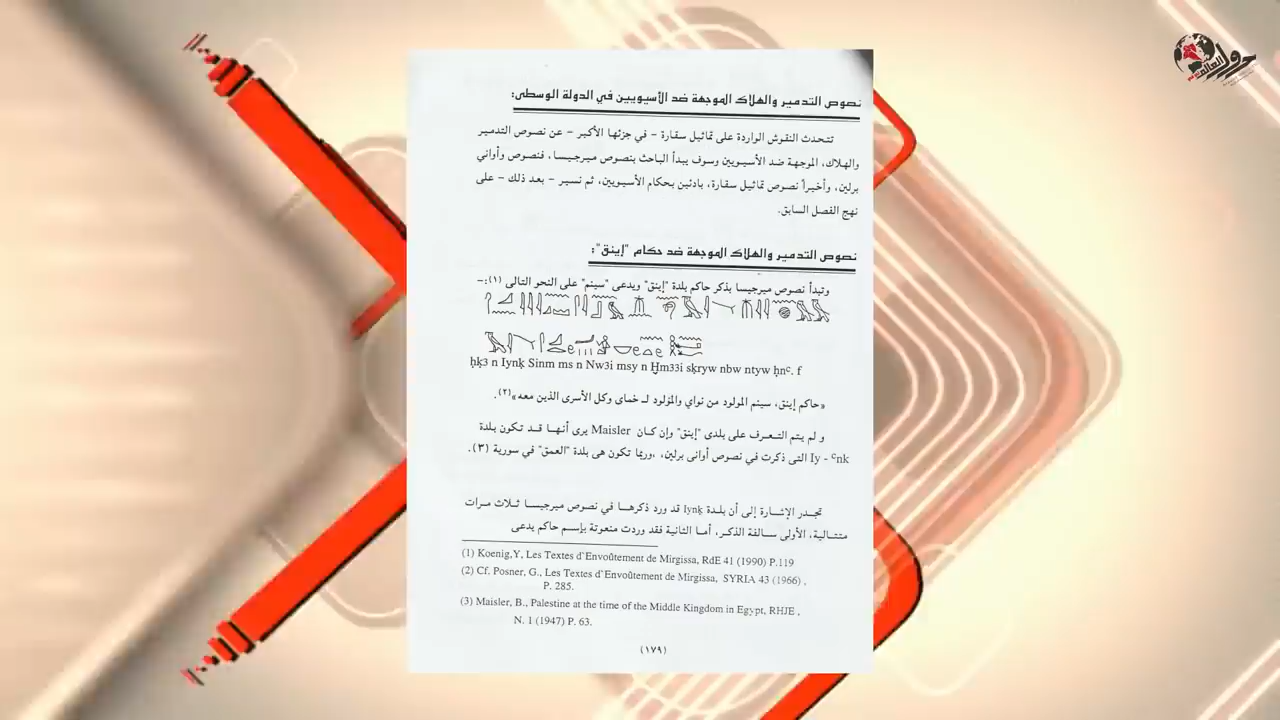 نصوص التدمير والهلاك الموجهة ضد الآسيويين في الدولة الوسطى:
تتحدث النقوش الواردة على تماثيل سقارة - في جزئها الأكبر - عن نصوص التدمير
والهلاك، الموجهة ضد الأسيويين وسوف يبدأ الباحث بنصوص ميرجيسا، فنصوص وأواني
برلين، وأخيراً نصوص تماثيل سقارة، بادئين بحكام الأسيويين، ثم نسير - بعد ذلك - على
نهج الفصل السابق.
نصوص التدمير والهلاك الموجهة ضد حكام "إينق":
وتبدأ نصوص ميرجيسا بذكر حاكم بلدة "إينق" ويدعى "سينم" على النحو التالى (١):-
ḥḳ3 n Iynḳ Sinm ms n Nw3i msy n Ḫm33i sḳryw nbw ntyw ḥnᶜ. f
«حاكم إينق، سينم المولود من نواي والمؤلود لـ خماى وكل الأسرى الذين معه»(٢).
و لم يتم التعرف على بلدى "إينق" وإن كان Maisler يرى أنها قد تكون بلدة
Iy - ᶜnk التى ذكرت في نصوص أوانى برلين، ،وربما تكون هى بلدة "العمق" في سورية (٣).
تجدر الإشارة إلى أن بلدة Iynḳ قد ورد ذكرها في نصوص ميرجيسا ثلاث مرات
متتالية، الأولى سالفة الذكر، أما الثانية فقد وردت منعوتة بإسم حاكم يدعى
(1) Koenig,Y, Les Textes d'Envoûtement de Mirgissa, RdE 41 (1990) P.119
(2) Cf. Posner, G., Les Textes d'Envoûtement de Mirgissa, SYRIA 43 (1966) ,
P. 285.
(3) Maisler, B., Palestine at the time of the Middle Kingdom in Egypt, RHJE ,
N. 1 (1947) P. 63.
(١٧٩)
حول العالم